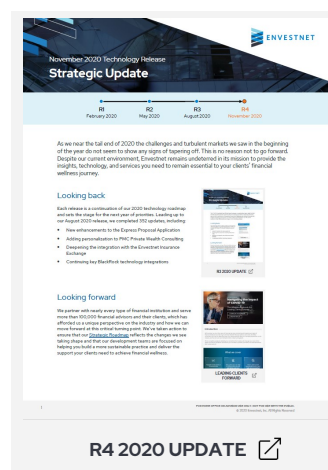 ENVESTNET
November 2020 Technology Release
Strategic Update
R1
February 2020
R2
May 2020
R3
August 2020
R4
November 2020
As we near the tail end of 2020 the challenges and turbulent markets we saw in the beginning
of the year do not seem to show any signs of tapering off. This is no reason not to go forward.
Despite our current environment, Envestnet remains undeterred in its mission to provide the
insights, technology, and services you need to remain essential to your clients' financial
wellness journey.
Looking back
Each release is a continuation of our 2020 technology roadmap
and sets the stage for the next year of priorities. Leading up to
our August 2020 release, we completed 352 updates, including:
• New enhancements to the Express Proposal Application
• Adding personalization to PMC Private Wealth Consulting
• Deepening the integration with the Envestnet Insurance
Exchange
• Continuing key BlackRock technology integrations
R3 2020 UPDATE
Looking forward
We partner with nearly every type of financial institution and serve
more than 100,000 financial advisors and their clients, which has
afforded us a unique perspective on the industry and how we can
move forward at this critical turning point. We've taken action to
ensure that our Strategic Roadmap reflects the changes we see
taking shape and that our development teams are focused on
helping you build a more sustainable practice and deliver the
support your clients need to achieve financial wellness.
LEADING CLIENTS
FORWARD
1
© 2020 Envestnet, Inc. All Rights Reserved
R4 2020 UPDATE